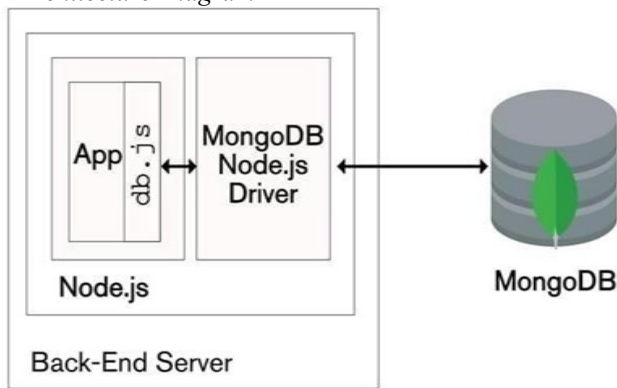 App
db.js
MongoDB
Node.js
Driver
Node.js
Back-End Server
MongoDB